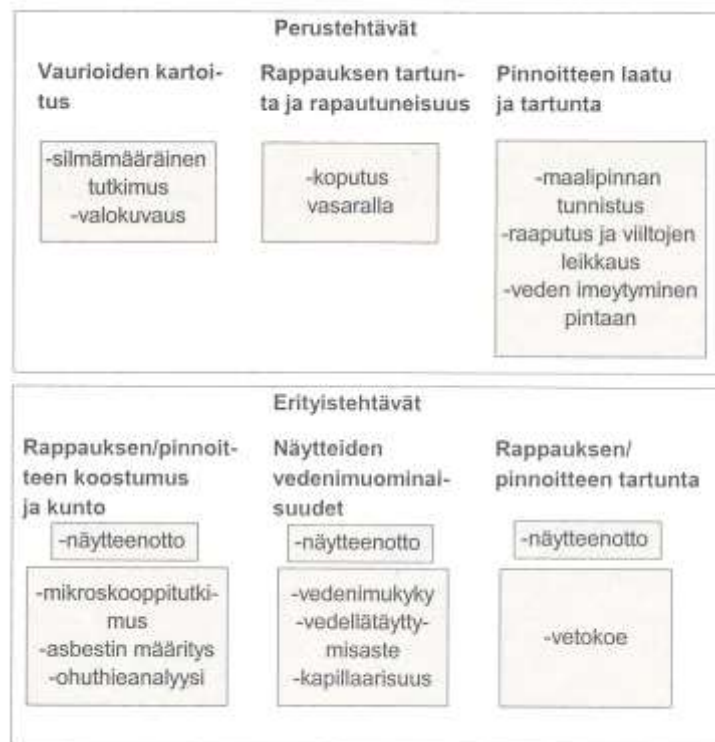 Perustehtävät
Vaurioiden kartoi-
tus
-silmämääräinen
tutkimus
-valokuvaus
Rappauksen tartun-
ta ja rapautuneisuus
-koputus
vasaralla
Pinnoitteen laatu
ja tartunta
-maalipinnan
tunnistus
-raaputus ja viiltojen
leikkaus
-veden imeytyminen
pintaan
Erityistehtävät
Rappauksen/pinnoit-
teen koostumus
ja kunto
-näytteenotto
-mikroskooppitutki-
mus
-asbestin määritys
-ohuthieanalyysi
Näytteiden
vedenimuominai-
suudet
-näytteenotto
-vedenimukyky
-vedellätäytty-
misaste
-kapillaarisuus
Rappauksen/
pinnoitteen tartunta
-näytteenotto
-vetokoe